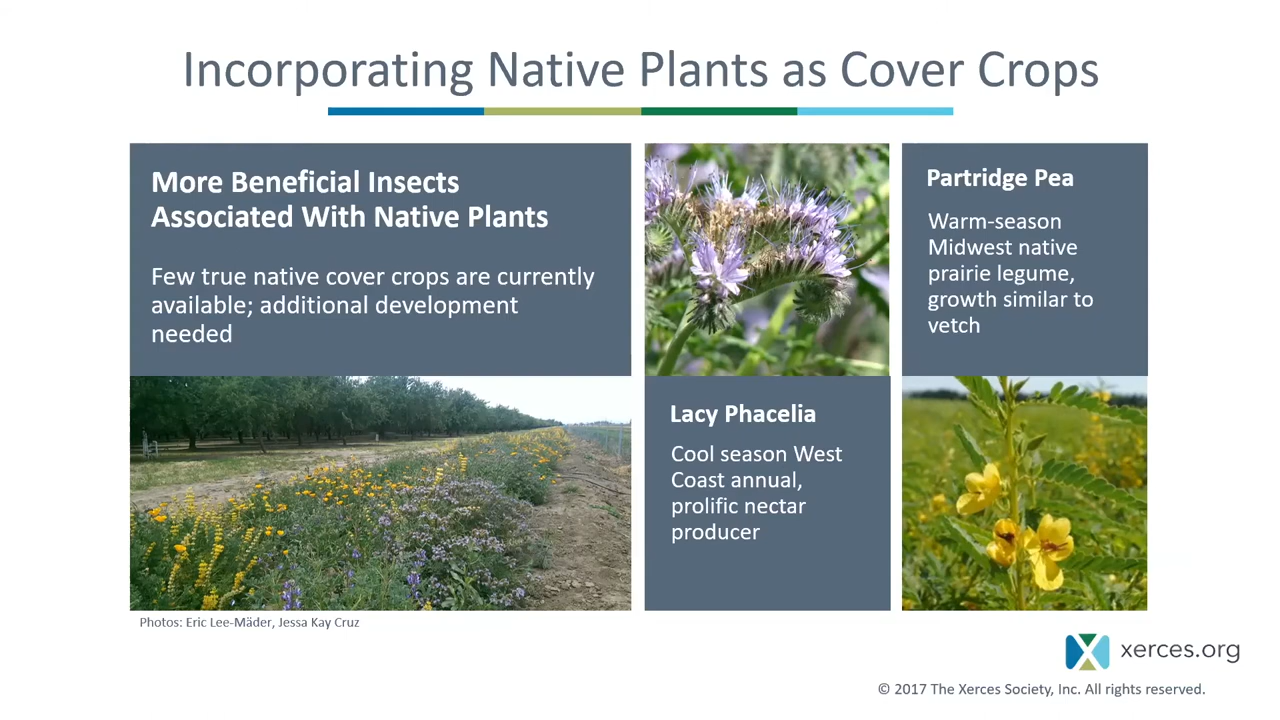 Incorporating Native Plants as Cover Crops
More Beneficial Insects
Associated With Native Plants
Few true native cover crops are currently
available; additional development
needed
Photos: Eric Lee-Mäder, Jessa Kay Cruz
Lacy Phacelia
Cool season West
Coast annual,
prolific nectar
producer
Partridge Pea
Warm-season
Midwest native
prairie legume,
growth similar to
vetch
xerces.org
© 2017 The Xerces Society, Inc. All rights reserved.